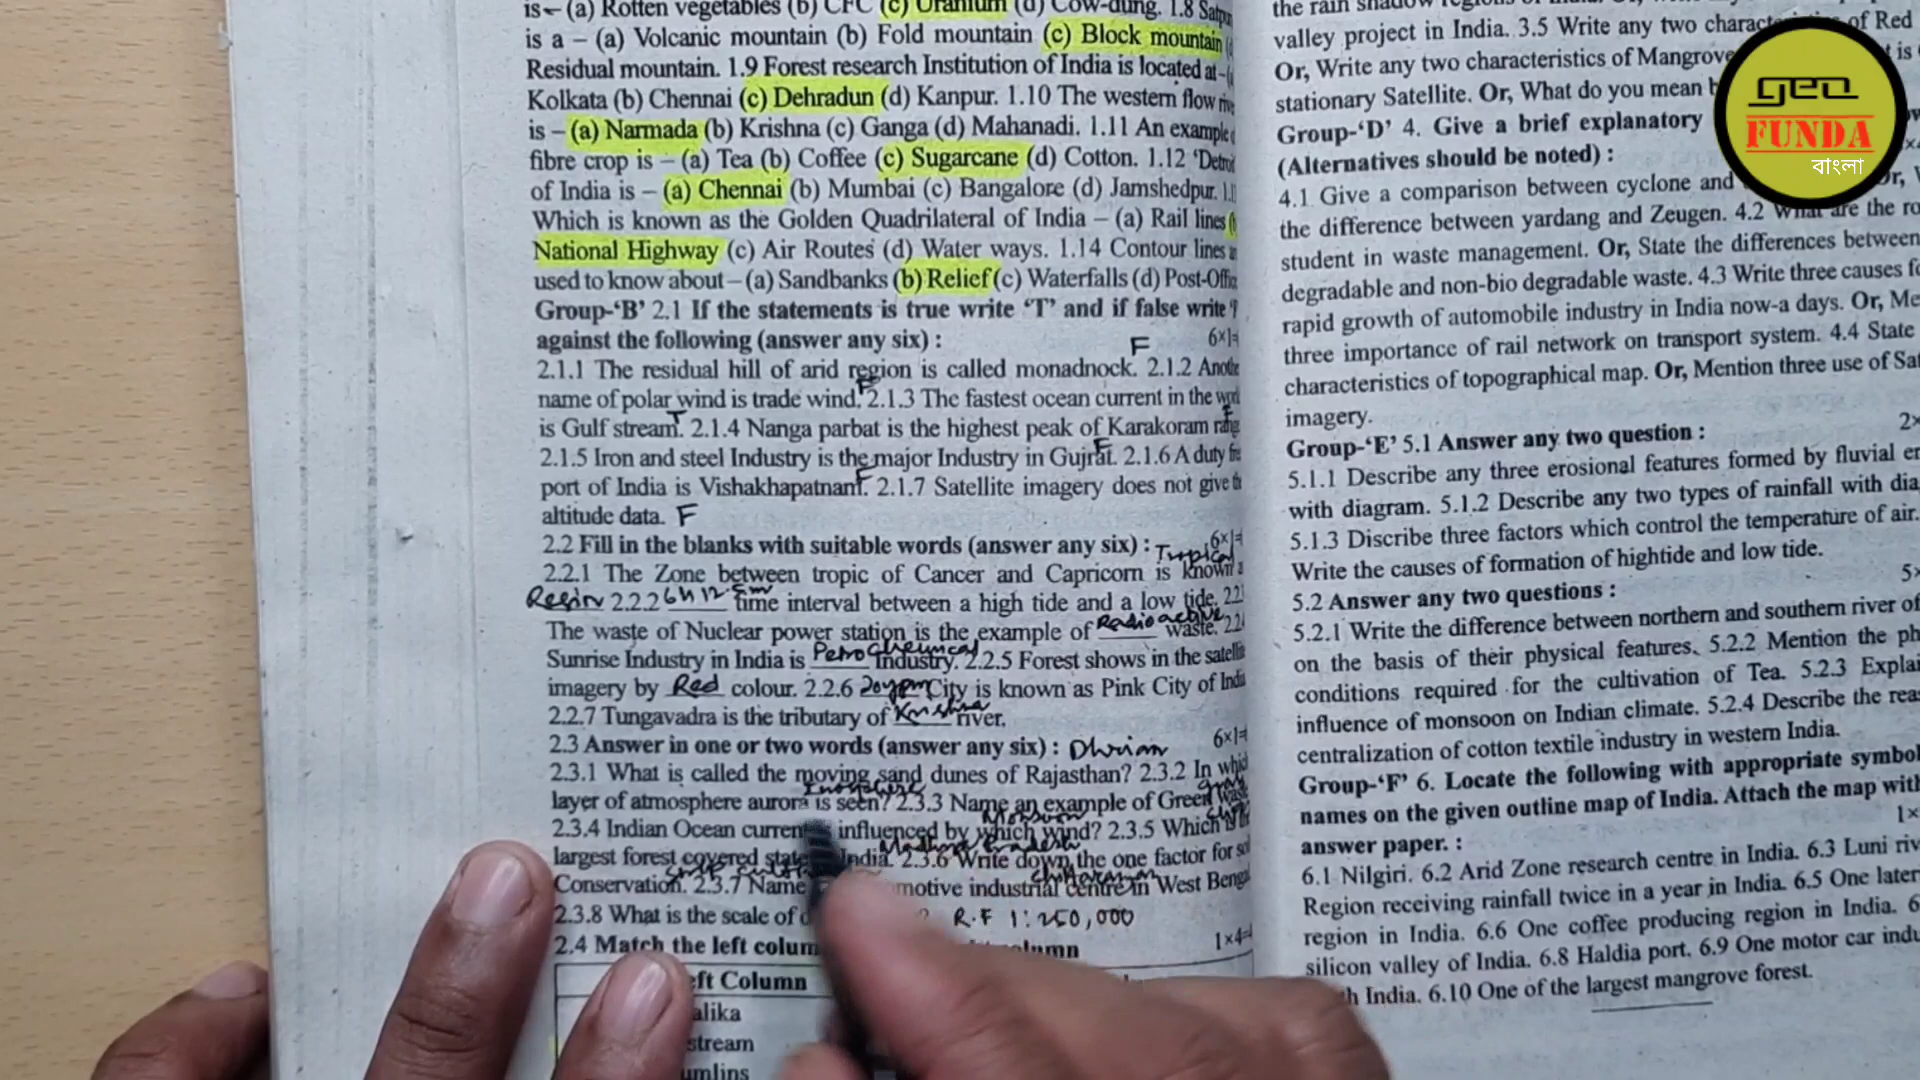 is – (a) Rotten vegetables (b) CFC (c) Uranium (d) Cow-dung. 1.8
is a – (a) Volcanic mountain (b) Fold mountain (c) Block mountain
Residual mountain. 1.9 Forest research Institution of India is located at –
Kolkata (b) Chennai (c) Dehradun (d) Kanpur. 1.10 The western flow
is – (a) Narmada (b) Krishna (c) Ganga (d) Mahanadi. 1.11 An example
fibre crop is – (a) Tea (b) Coffee (c) Sugarcane (d) Cotton. 1.12
of India is – (a) Chennai (b) Mumbai (c) Bangalore (d) Jamshedpur.
Which is known as the Golden Quadrilateral of India – (a) Rail lines
National Highway (c) Air Routes (d) Water ways. 1.14 Contour lines
used to know about – (a) Sandbanks (b) Relief (c) Waterfalls (d)
Group-‘B’ 2.1 If the statements is true write ‘T’ and if false write
against the following (answer any six) : F 6×1=
2.1.1 The residual hill of arid region is called monadnock. 2.1.2
name of polar wind is trade wind. F 2.1.3 The fastest ocean current in the
is Gulf stream. T 2.1.4 Nanga parbat is the highest peak of Karakoram F
2.1.5 Iron and steel Industry is the major Industry in Gujrat. F 2.1.6 A duty
port of India is Vishakhapatnam. F 2.1.7 Satellite imagery does not give
altitude data. F
2.2 Fill in the blanks with suitable words (answer any six) : 6×1=
Tropical
2.2.1 The Zone between tropic of Cancer and Capricorn is known
2.2.2 time interval between a high tide and a low tide.
The waste of Nuclear power station is the example of Radioactive waste.
Sunrise Industry in India is Petrochemical Industry. 2.2.5 Forest shows in the
imagery by Red colour. 2.2.6 City is known as Pink City of
2.2.7 Tungavadra is the tributary of Krishna river.
2.3 Answer in one or two words (answer any six) : Dhrian 6×1=
2.3.1 What is called the moving sand dunes of Rajasthan? 2.3.2 In
layer of atmosphere aurora is seen? 2.3.3 Name an example of Green
Monsoon
2.3.4 Indian Ocean influenced by which wind? 2.3.5 Which is
Madhya Pradesh
largest forest covered state India. 2.3.6 Write down the one factor for
Conservation. 2.3.7 Name industrial centre in West
2.3.8 What is the scale of R.F 1:250,000
2.4 Match the left 1×4=
Column
the rain shadow
valley project in India. 3.5 Write any two of Red
Or, Write any two characteristics of
stationary Satellite. Or, What do you mean
Group-‘D’ 4. Give a brief explanatory
(Alternatives should be noted) :
4.1 Give a comparison between cyclone and
the difference between yardang and Zeugen. 4.2 What are the
student in waste management. Or, State the differences between
degradable and non-bio degradable waste. 4.3 Write three causes
rapid growth of automobile industry in India now-a days. Or,
three importance of rail network on transport system. 4.4 State
characteristics of topographical map. Or, Mention three use of
imagery.
Group-‘E’ 5.1 Answer any two question :
5.1.1 Describe any three erosional features formed by fluvial
with diagram. 5.1.2 Describe any two types of rainfall with
5.1.3 Discribe three factors which control the temperature of air.
Write the causes of formation of hightide and low tide.
5.2 Answer any two questions :
5.2.1 Write the difference between northern and southern river of
on the basis of their physical features. 5.2.2 Mention the
conditions required for the cultivation of Tea. 5.2.3
influence of monsoon on Indian climate. 5.2.4 Describe the
centralization of cotton textile industry in western India.
Group-‘F’ 6. Locate the following with appropriate
names on the given outline map of India. Attach the map
answer paper. :
6.1 Nilgiri. 6.2 Arid Zone research centre in India. 6.3 Luni
Region receiving rainfall twice in a year in India. 6.5 One
region in India. 6.6 One coffee producing region in India.
silicon valley of India. 6.8 Haldia port. 6.9 One motor car
India. 6.10 One of the largest mangrove forest.
geo
FUNDA
বাংলা